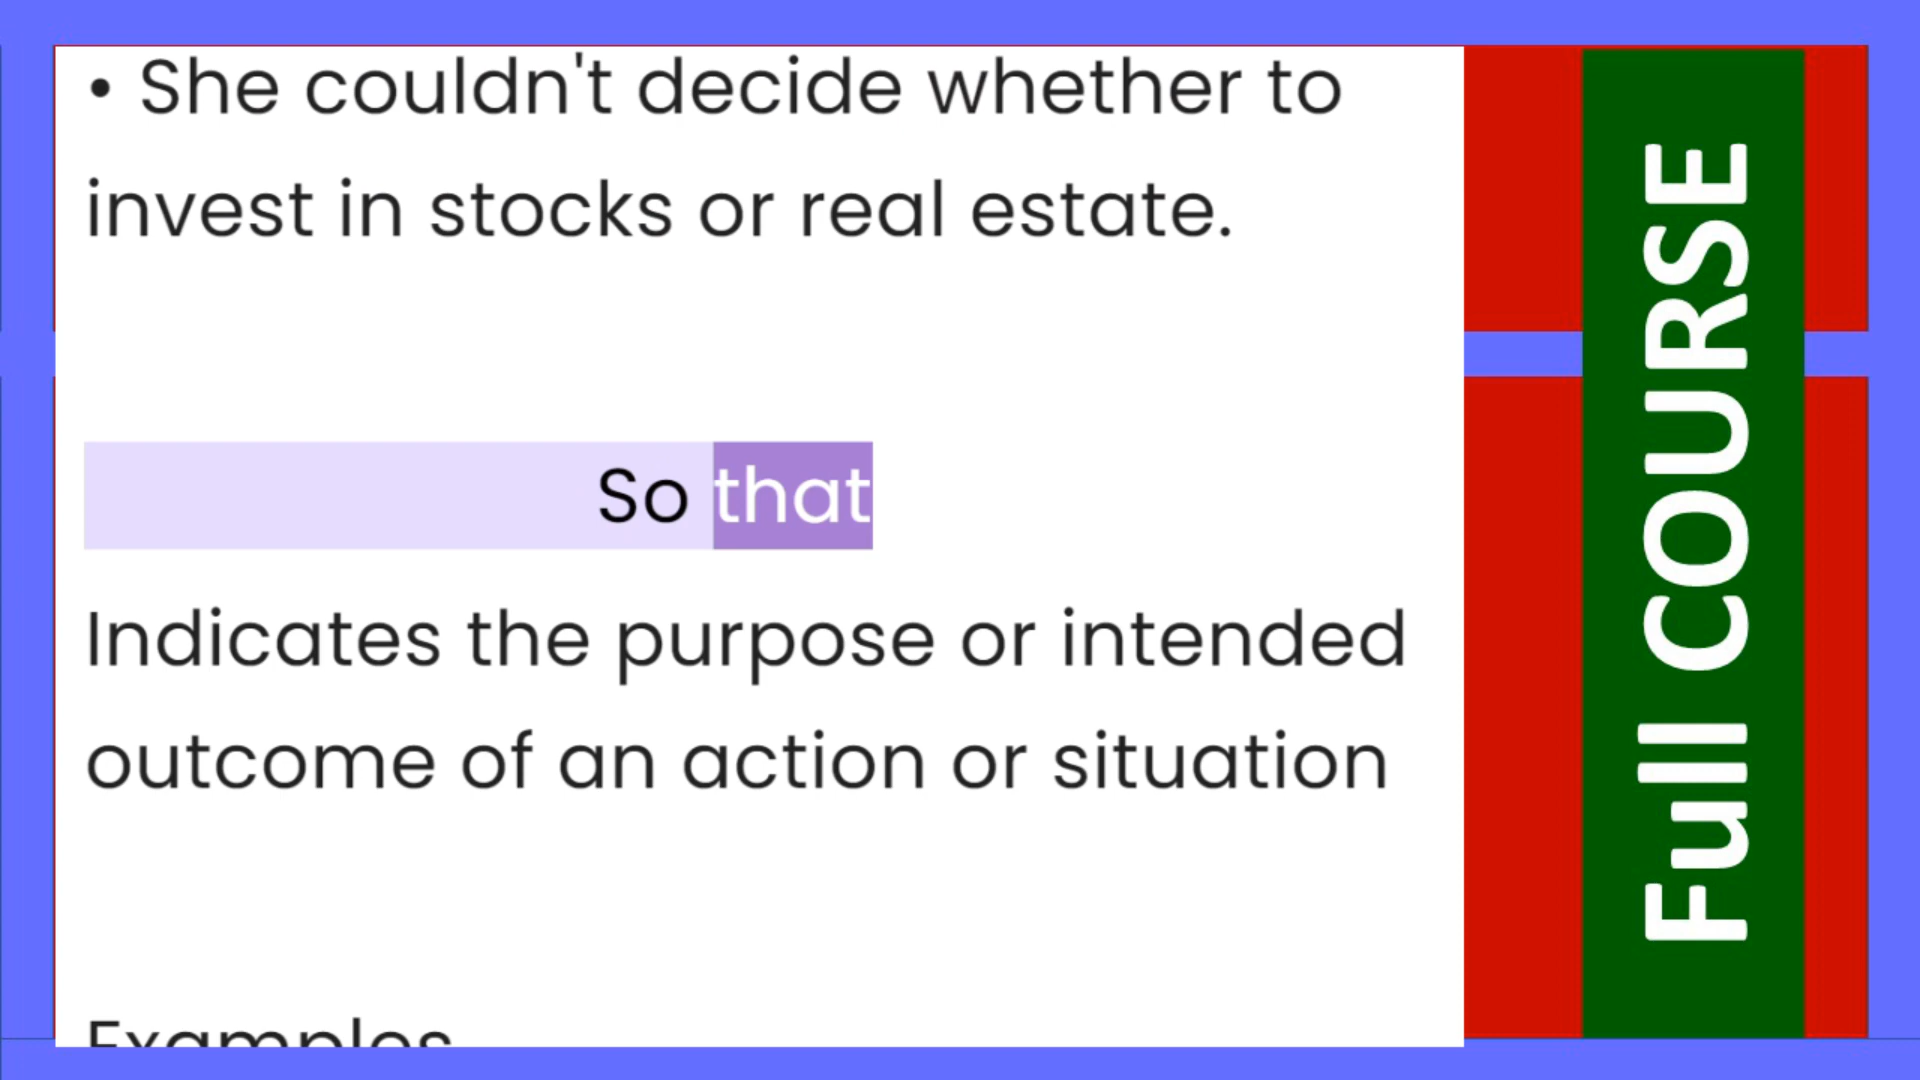 • She couldn't decide whether to
invest in stocks or real estate.
So that
Indicates the purpose or intended
outcome of an action or situation
Examples
Full COURSE